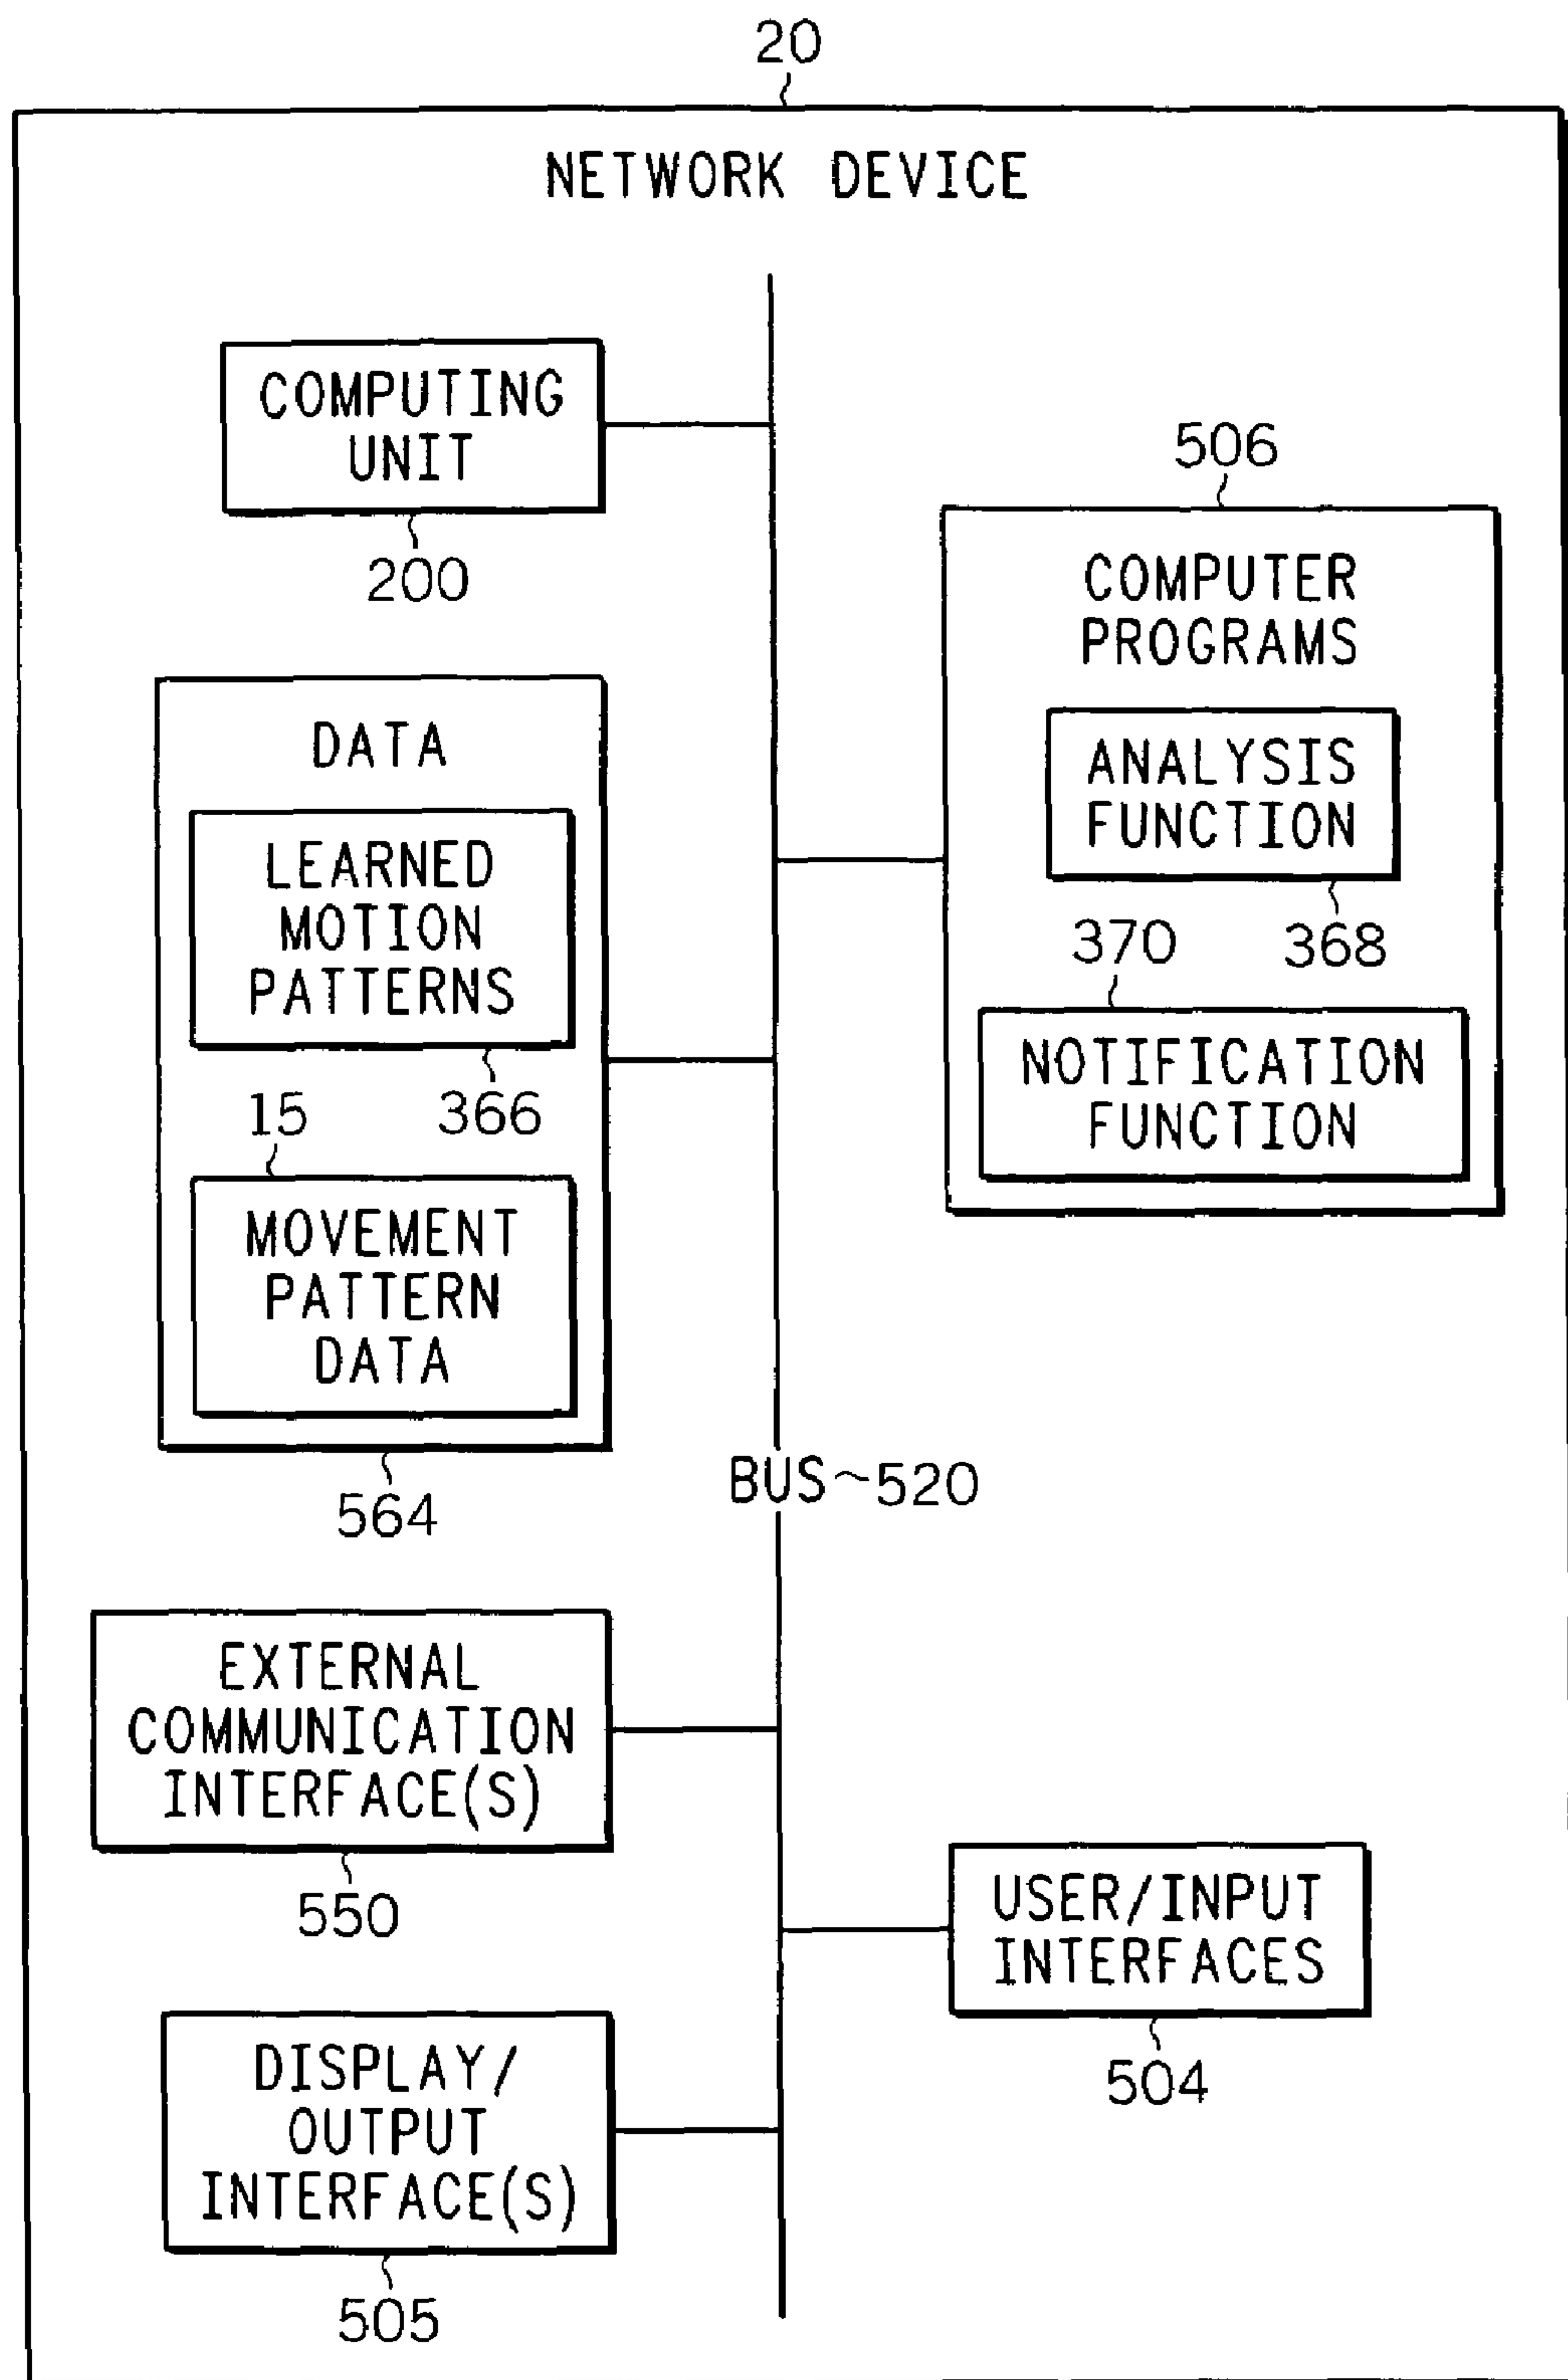 20
NETWORK DEVICE
COMPUTING
UNIT
200
506
COMPUTER
PROGRAMS
ANALYSIS
FUNCTION
368
370
NOTIFICATION
FUNCTION
DATA
LEARNED
MOTION
PATTERNS
366
15
MOVEMENT
PATTERN
DATA
564
BUS~520
EXTERNAL
COMMUNICATION
INTERFACE(S)
550
USER/INPUT
INTERFACES
504
DISPLAY/
OUTPUT
INTERFACE(S)
505